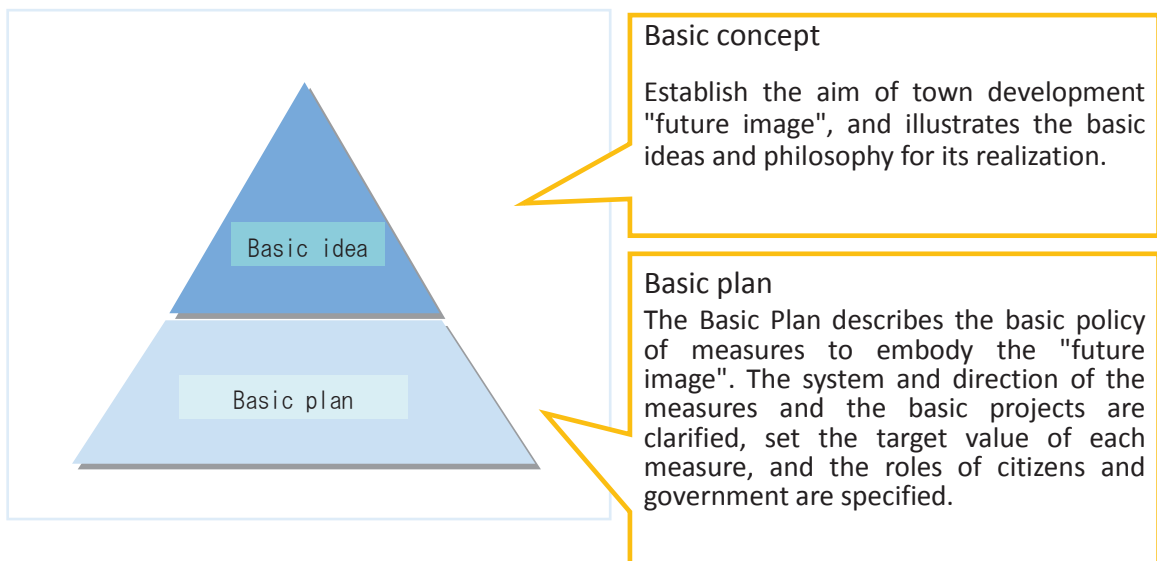 Basic idea
Basic plan
Basic concept
Establish the aim of town development
"future image", and illustrates the basic
ideas and philosophy for its realization.
Basic plan
The Basic Plan describes the basic policy
of measures to embody the "future
image". The system and direction of the
measures and the basic projects are
clarified, set the target value of each
measure, and the roles of citizens and
government are specified.